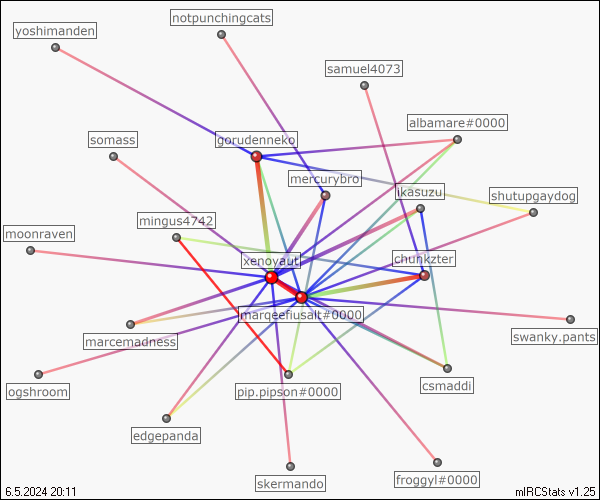 notpunchingcats
yoshimanden
samuel4073
albamare#0000
somass
gorudenneko
mercurybro
ikasuzu
shutupgaydog
mingus4742
moonraven
xenoyaut
chunkzter
margeefiusalt#0000
marcemadness
swanky.pants
ogshroom
pip.pipson#0000
csmaddi
edgepanda
skermando
froggyl#0000
6.5.2024 20:11
mIRCStats v1.25